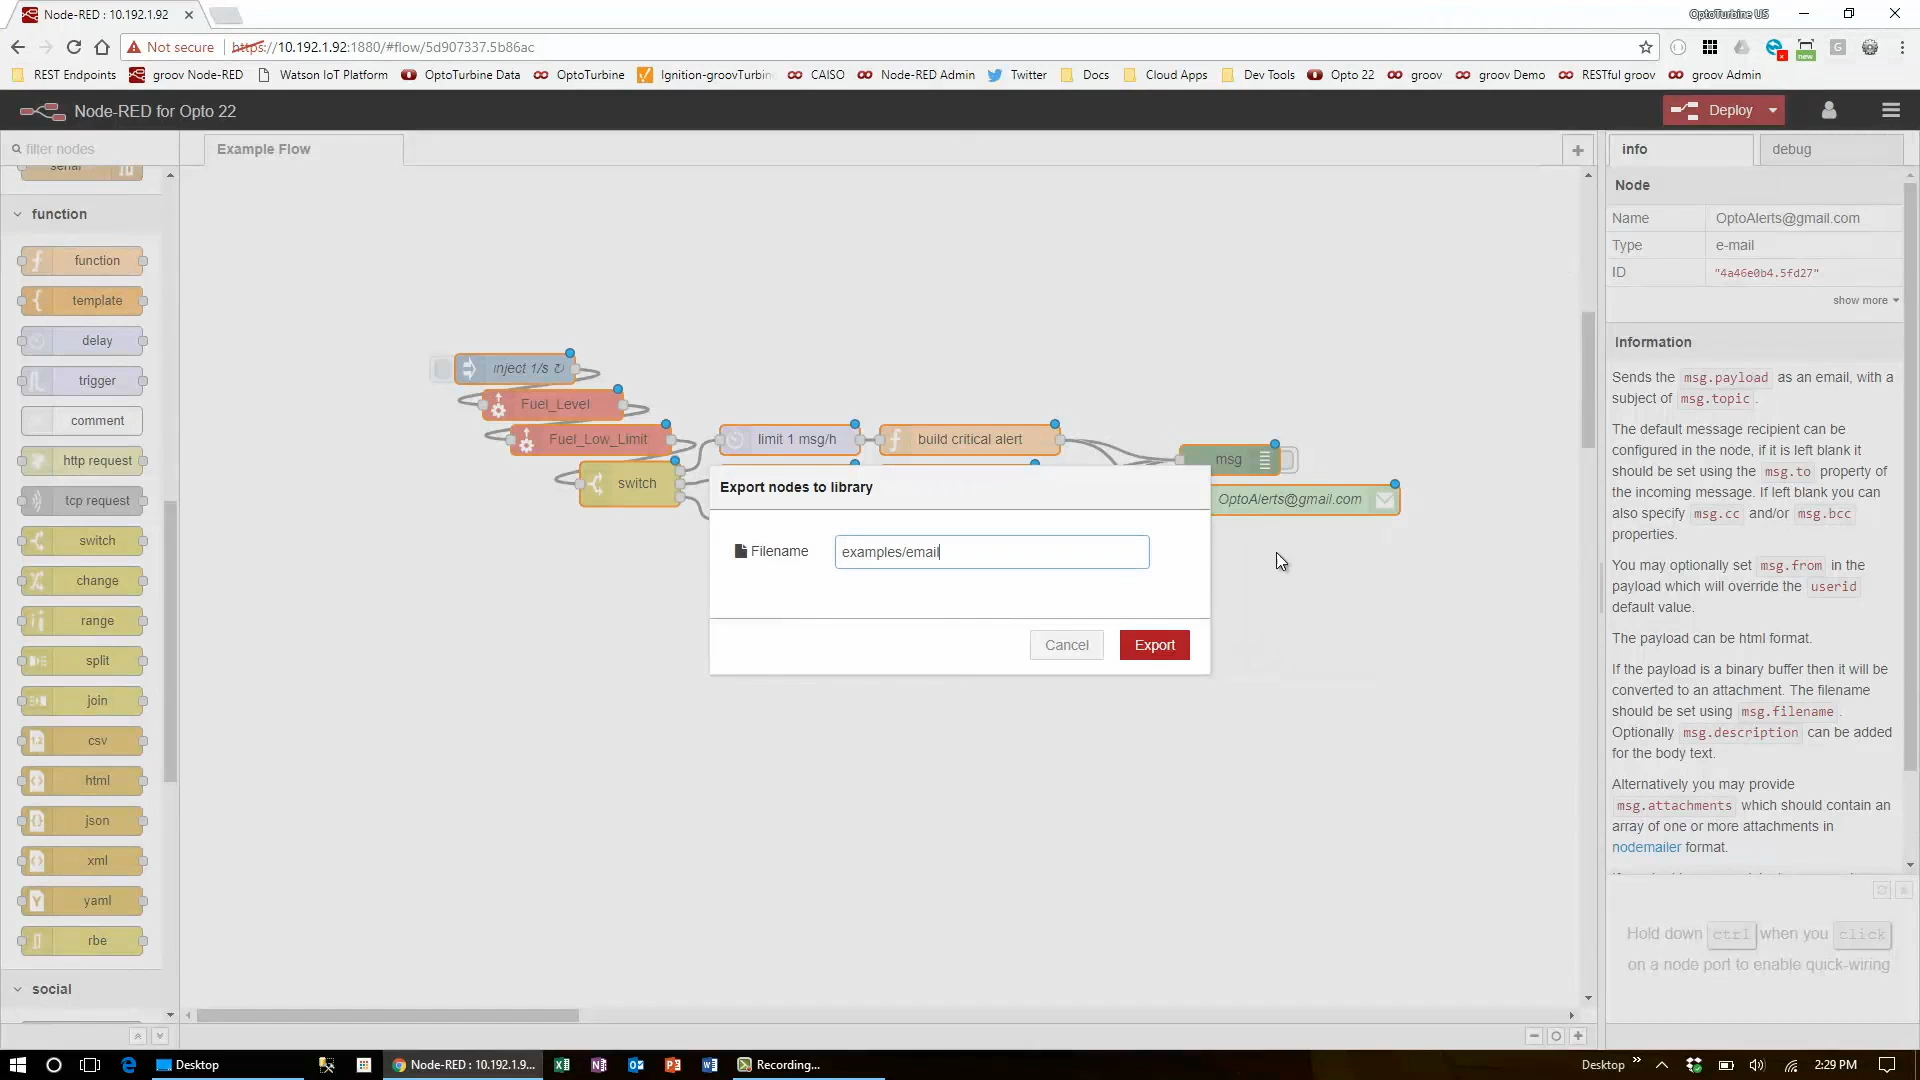 Node-RED : 10.192.1.92
OptoTurbine US
Not secure
https://10.192.1.92:1880/#flow/5d907337.5b86ac
new
REST Endpoints
groov Node-RED
Watson IoT Platform
OptoTurbine Data
OptoTurbine
Ignition-groovTurbin
CAISO
Node-RED Admin
Twitter
Docs
Cloud Apps
Dev Tools
Opto 22
groov
groov Demo
RESTful groov
groov Admin
Node-RED for Opto 22
Deploy
filter nodes
Example Flow
info
debug
serial
function
function
template
delay
trigger
comment
http request
tcp request
switch
change
range
split
join
csv
html
json
xml
yaml
rbe
social
inject 1/s ↻
Fuel_Level
Fuel_Low_Limit
switch
limit 1 msg/h
build critical alert
msg
OptoAlerts@gmail.com
Export nodes to library
Filename
examples/email
Cancel
Export
Node
Name
OptoAlerts@gmail.com
Type
e-mail
ID
"4a46e0b4.5fd27"
show more
Information
Sends the msg.payload as an email, with a
subject of msg.topic .
The default message recipient can be
configured in the node, if it is left blank it
should be set using the msg.to property of
the incoming message. If left blank you can
also specify msg.cc and/or msg.bcc
properties.
You may optionally set msg.from in the
payload which will override the userid
default value.
The payload can be html format.
If the payload is a binary buffer then it will be
converted to an attachment. The filename
should be set using msg.filename .
Optionally msg.description can be added
for the body text.
Alternatively you may provide
msg.attachments which should contain an
array of one or more attachments in
nodemailer format.
Hold down ctrl when you click
on a node port to enable quick-wiring
Desktop
Node-RED : 10.192.1.9...
Recording...
Desktop
2:29 PM